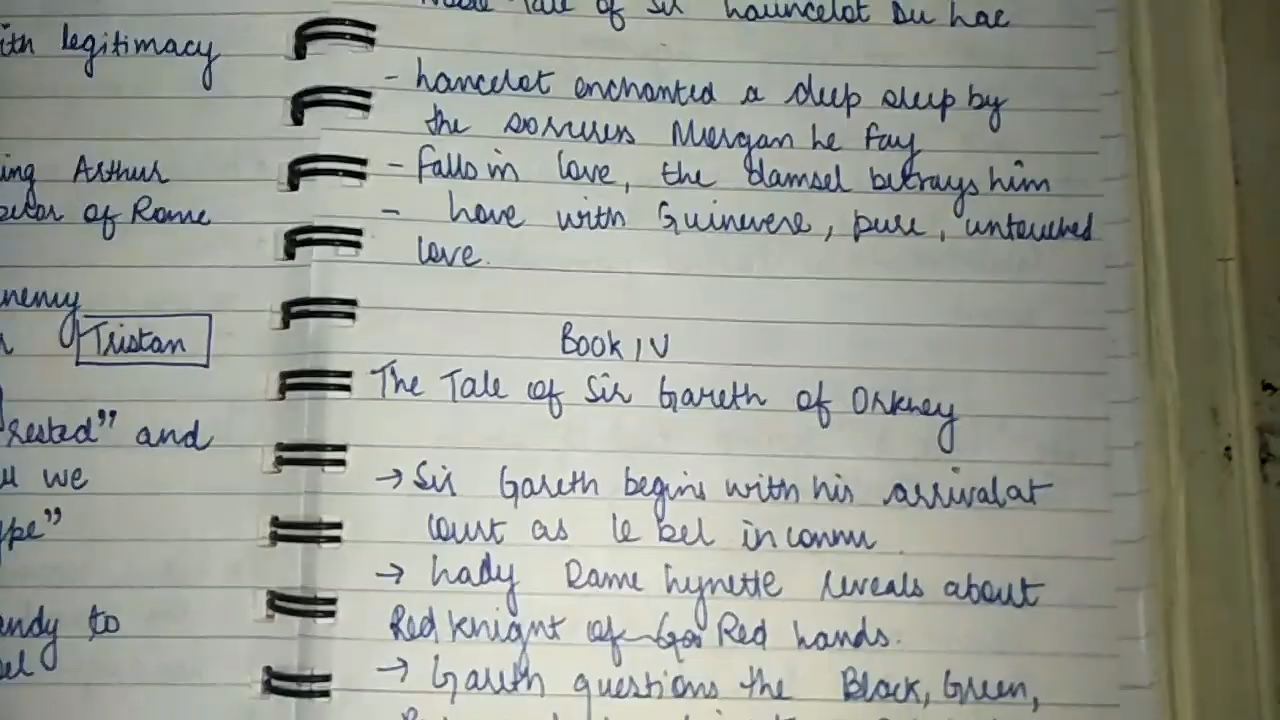 ith legitimacy
ing Arthur
of Rome
nemy
Tristan
rested" and
we
ype"
andy to
Tale of Sir Launcelot Du Lac
- Lancelot enchanted a deep sleep by
the Morgan Le Fay
- Falls in love, the damsel betrays him
- Love with Guinevere, pure, untouched
love.
Book IV
The Tale of Sir Gareth of Orkney
→ Sir Gareth begins with his arrival at
court as le bel inconnu
→ Lady Dame Lynette reveals about
Red Knight of Red Lands.
→ Gareth questions the Black, Green,